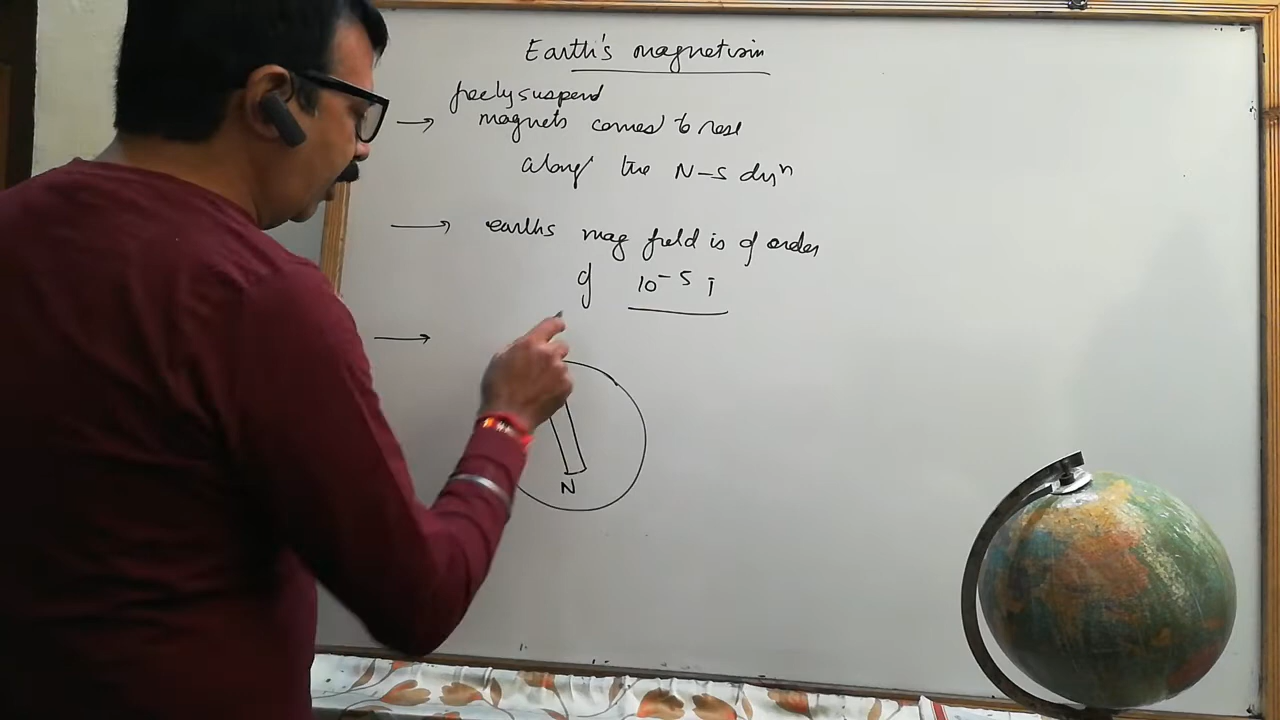 Earth's magnetism
freely suspend
magnets comes to rest
along the N-S dirⁿ
earths mag field is of order
of 10⁻⁵ T
N